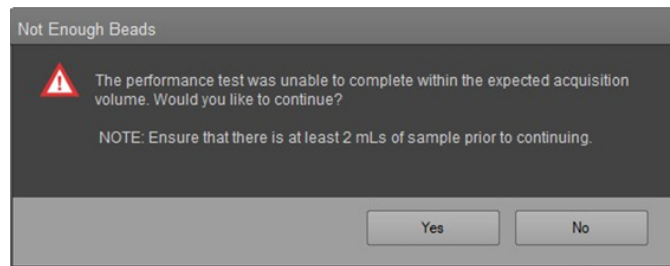 Not Enough Beads
The performance test was unable to complete within the expected acquisition
volume. Would you like to continue?
NOTE: Ensure that there is at least 2 mLs of sample prior to continuing.
Yes
No